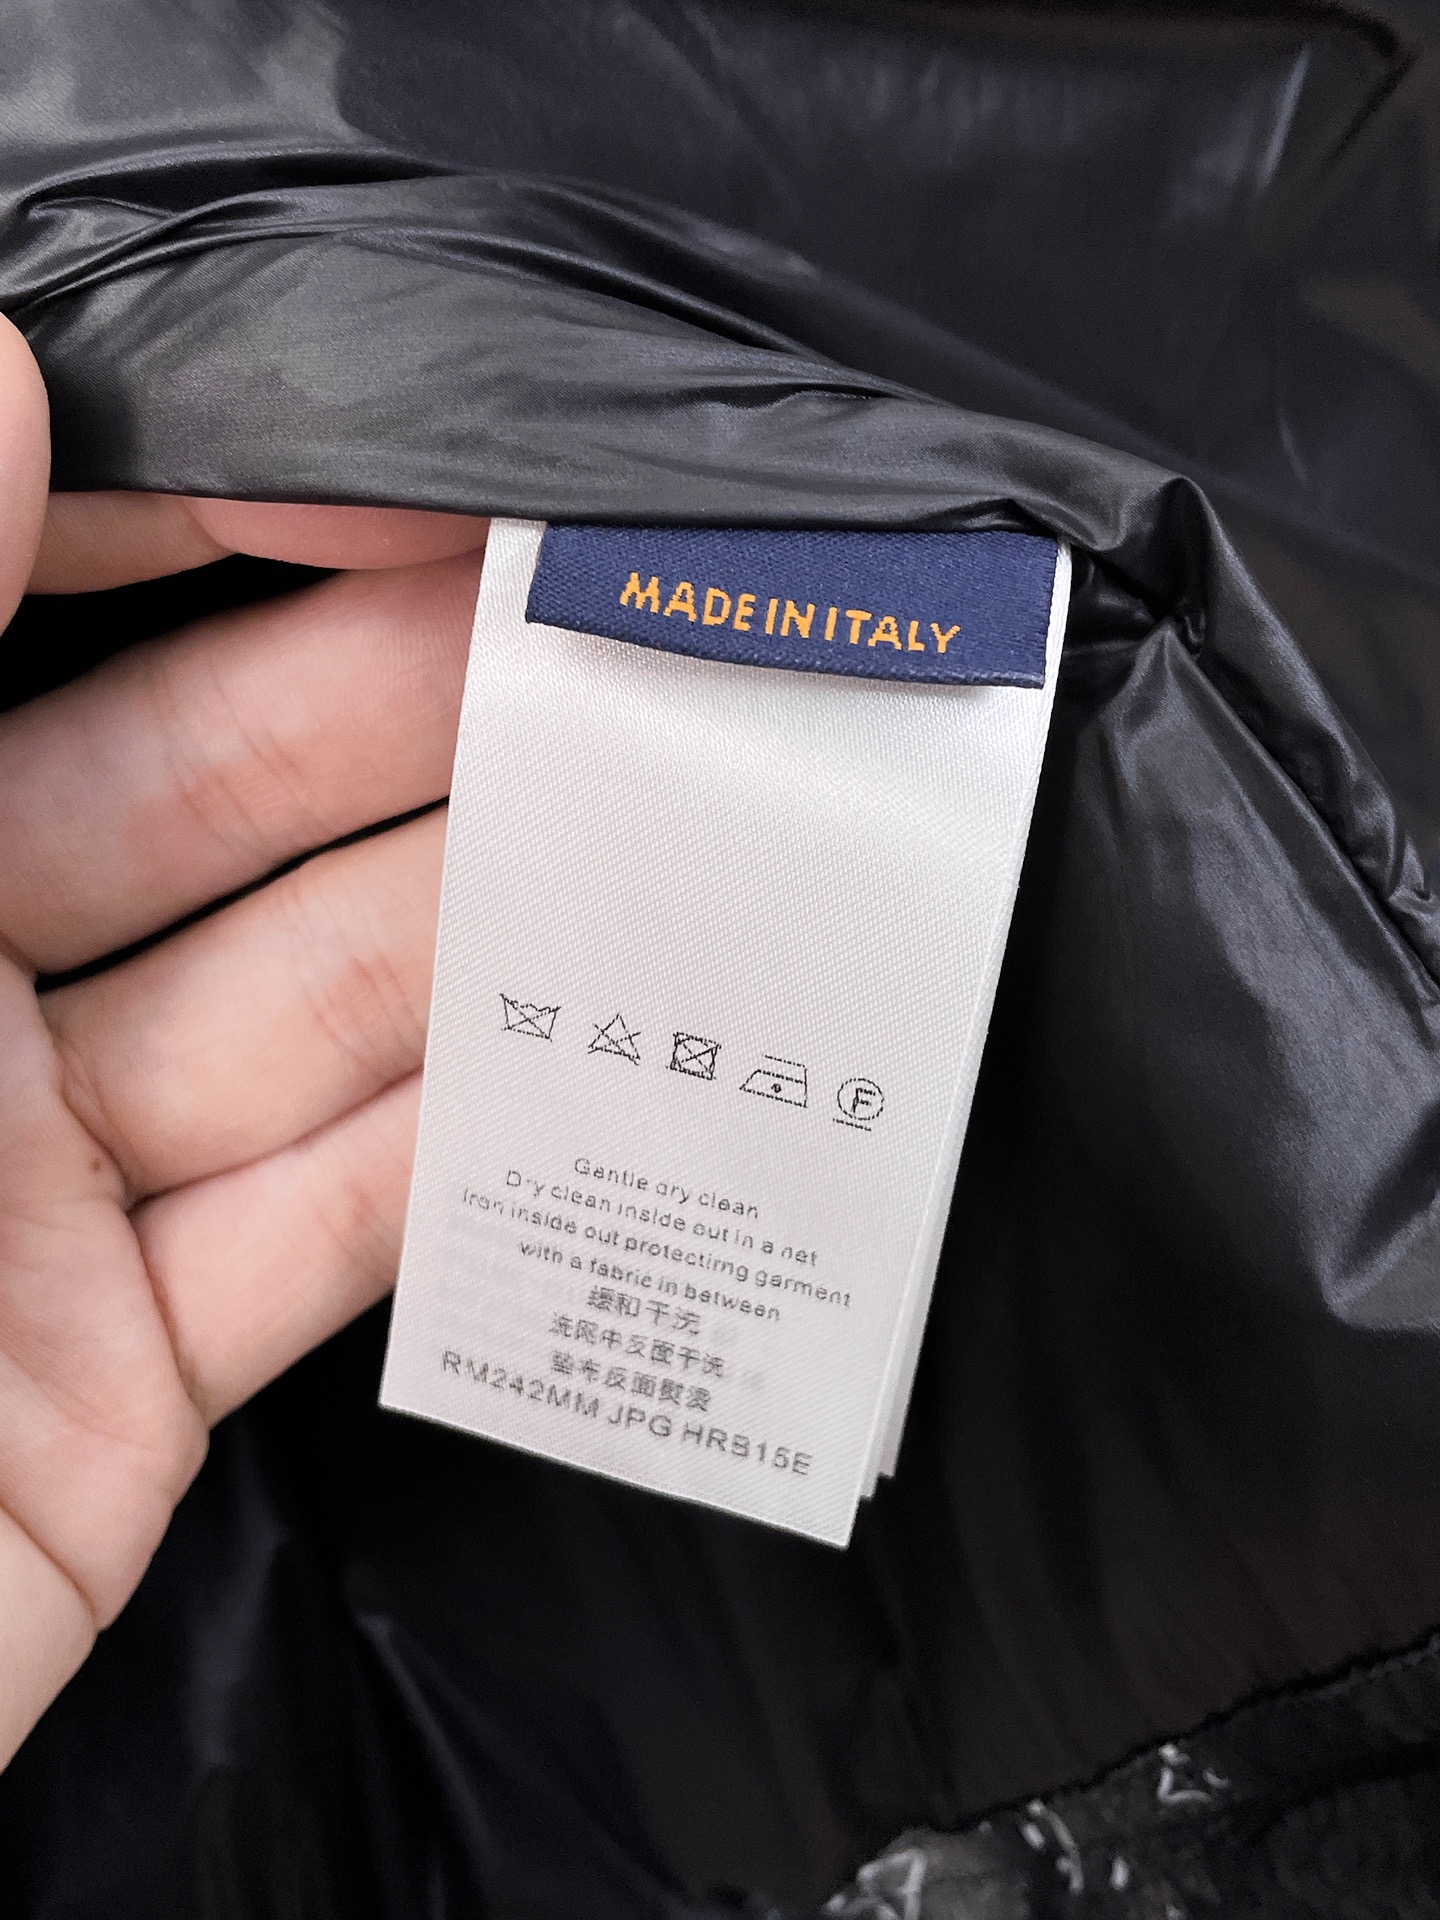 MADE IN ITALY
F
Gentle dry clean
Dry clean inside out in a net
Iron inside out protectirng garment
with a fabric in between
缓和干洗
洗网中反面干洗
垫布反面熨烫
RM242MM JPG HRB15E